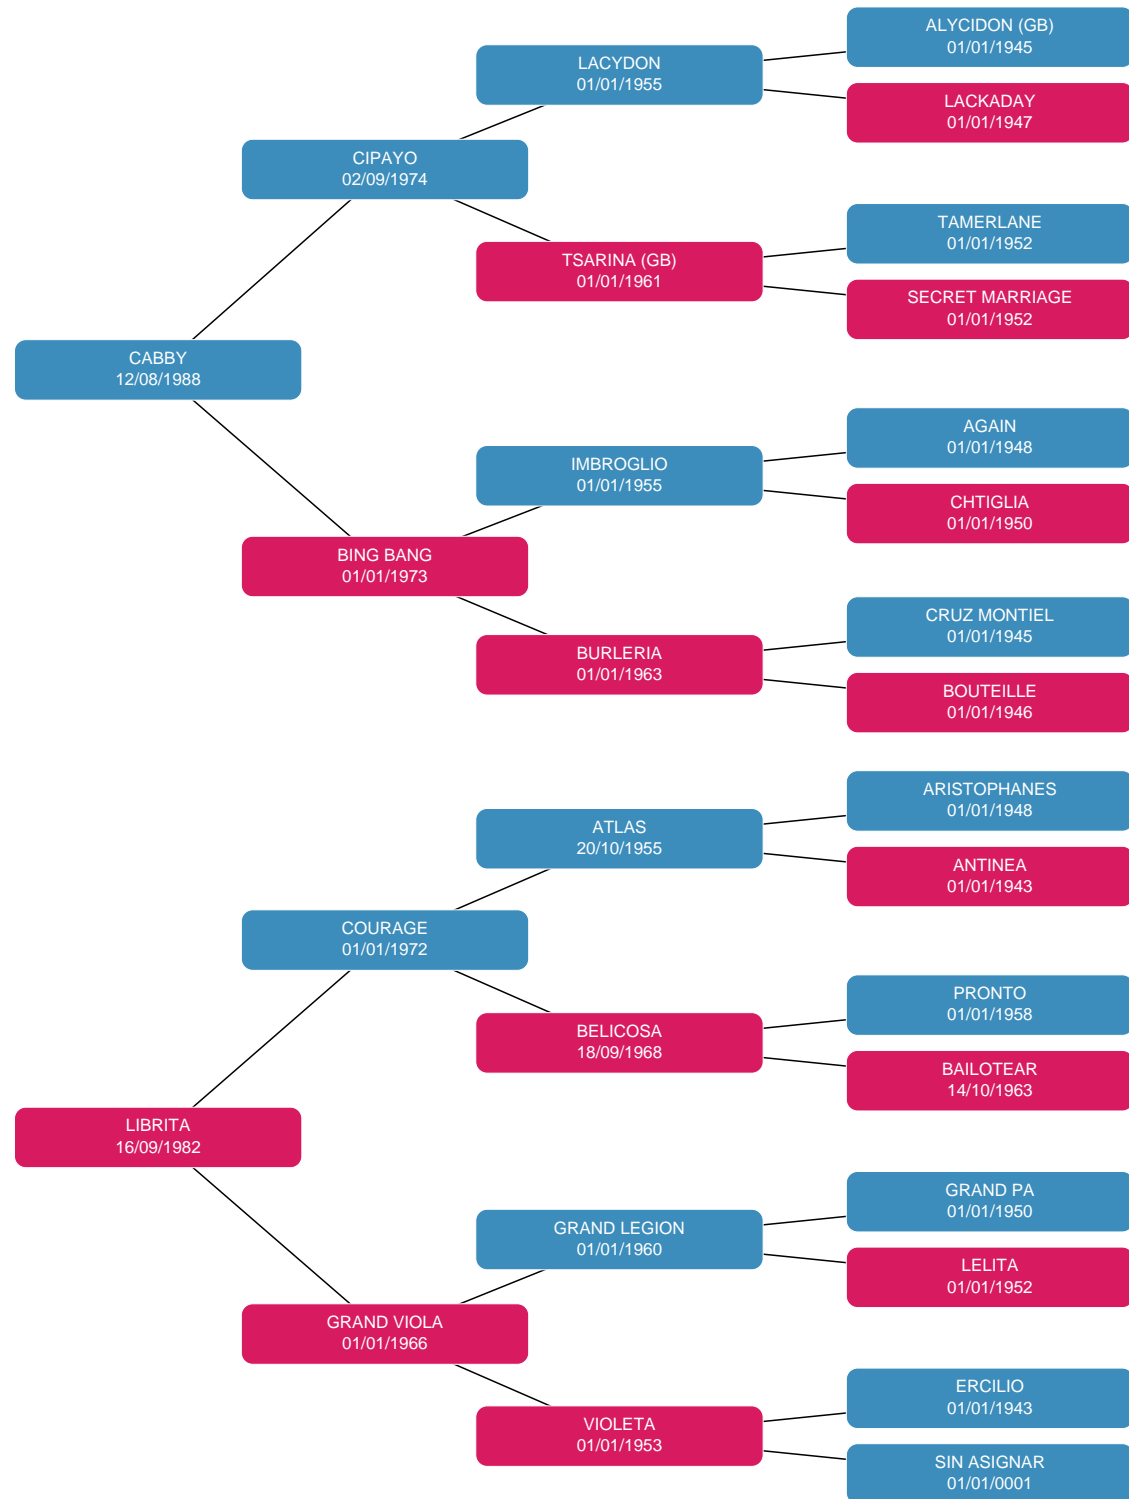 ALYCIDON (GB)
01/01/1945
LACYDON
01/01/1955
LACKADAY
01/01/1947
CIPAYO
02/09/1974
TAMERLANE
01/01/1952
TSARINA (GB)
01/01/1961
SECRET MARRIAGE
01/01/1952
CABBY
12/08/1988
AGAIN
01/01/1948
IMBROGLIO
01/01/1955
CHTIGLIA
01/01/1950
BING BANG
01/01/1973
CRUZ MONTIEL
01/01/1945
BURLERIA
01/01/1963
BOUTEILLE
01/01/1946
ARISTOPHANES
01/01/1948
ATLAS
20/10/1955
ANTINEA
01/01/1943
COURAGE
01/01/1972
PRONTO
01/01/1958
BELICOSA
18/09/1968
BAILOTEAR
14/10/1963
LIBRITA
16/09/1982
GRAND PA
01/01/1950
GRAND LEGION
01/01/1960
LELITA
01/01/1952
GRAND VIOLA
01/01/1966
ERCILIO
01/01/1943
VIOLETA
01/01/1953
SIN ASIGNAR
01/01/0001